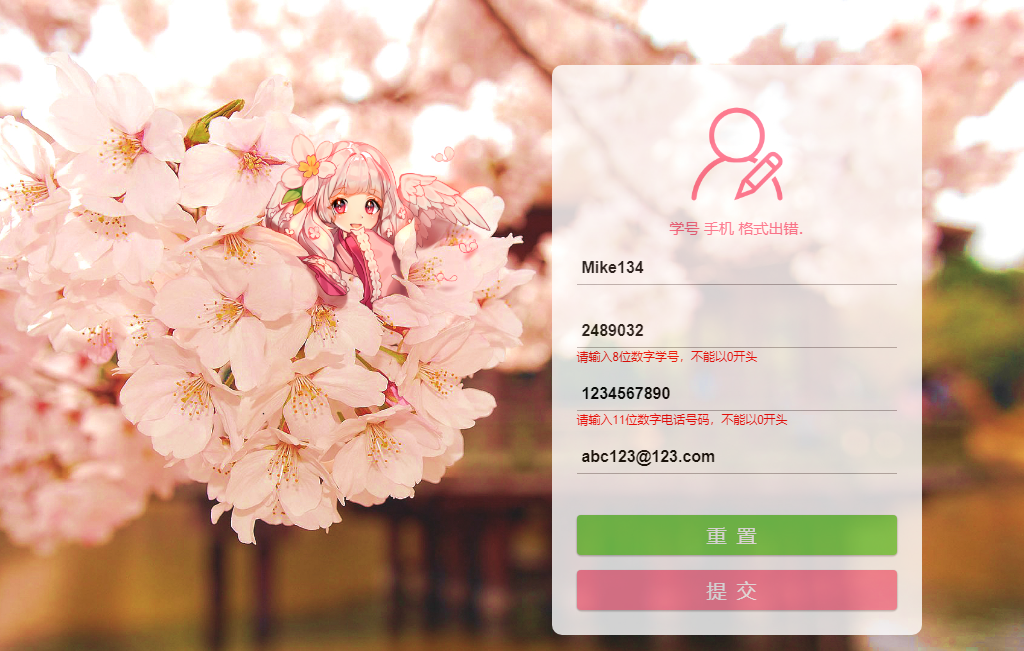 学号 手机 格式出错.
Mike134
2489032
请输入8位数字学号，不能以0开头
1234567890
请输入11位数字电话号码，不能以0开头
abc123@123.com
重 置
提 交